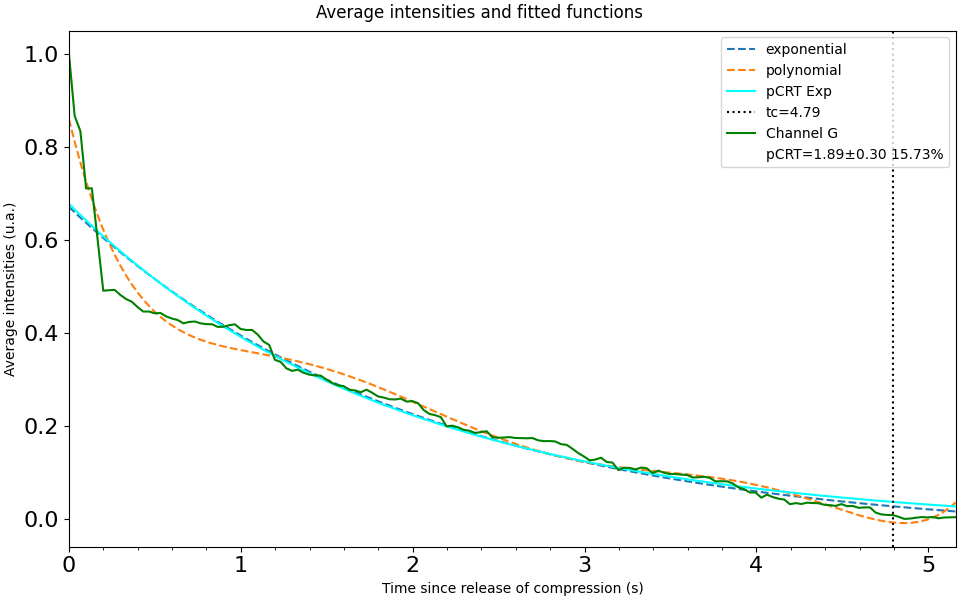 Average intensities and fitted functions
1.0
0.8
0.6
0.4
0.2
0.0
Average intensities (u.a.)
exponential
polynomial
pCRT Exp
tc=4.79
Channel G
pCRT=1.89±0.30 15.73%
0 1 2 3 4 5
Time since release of compression (s)